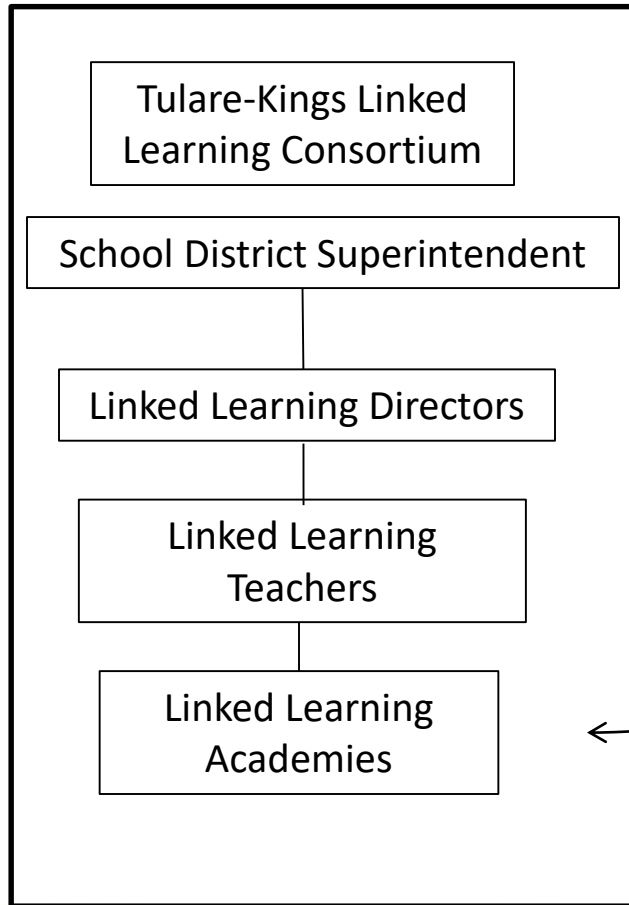 Tulare-Kings Linked
Learning Consortium
School District Superintendent
Linked Learning Directors
Linked Learning
Teachers
Linked Learning
Academies